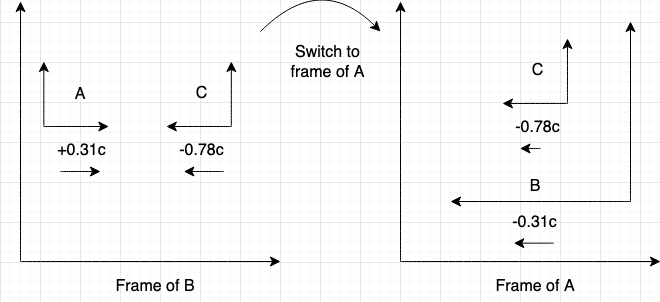 A
C
+0.31c
-0.78c
Frame of B
Switch to
frame of A
C
-0.78c
B
-0.31c
Frame of A